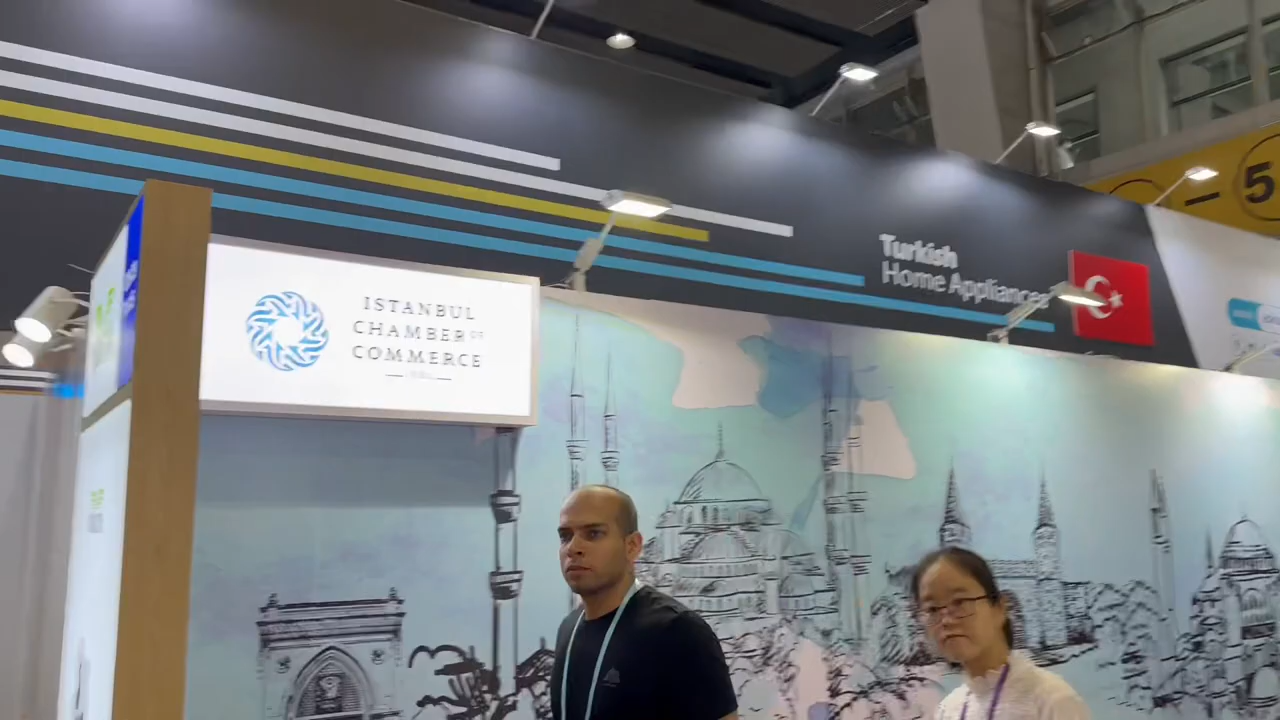 Turkish
Home Appliances
5
ISTANBUL
CHAMBER OF
COMMERCE